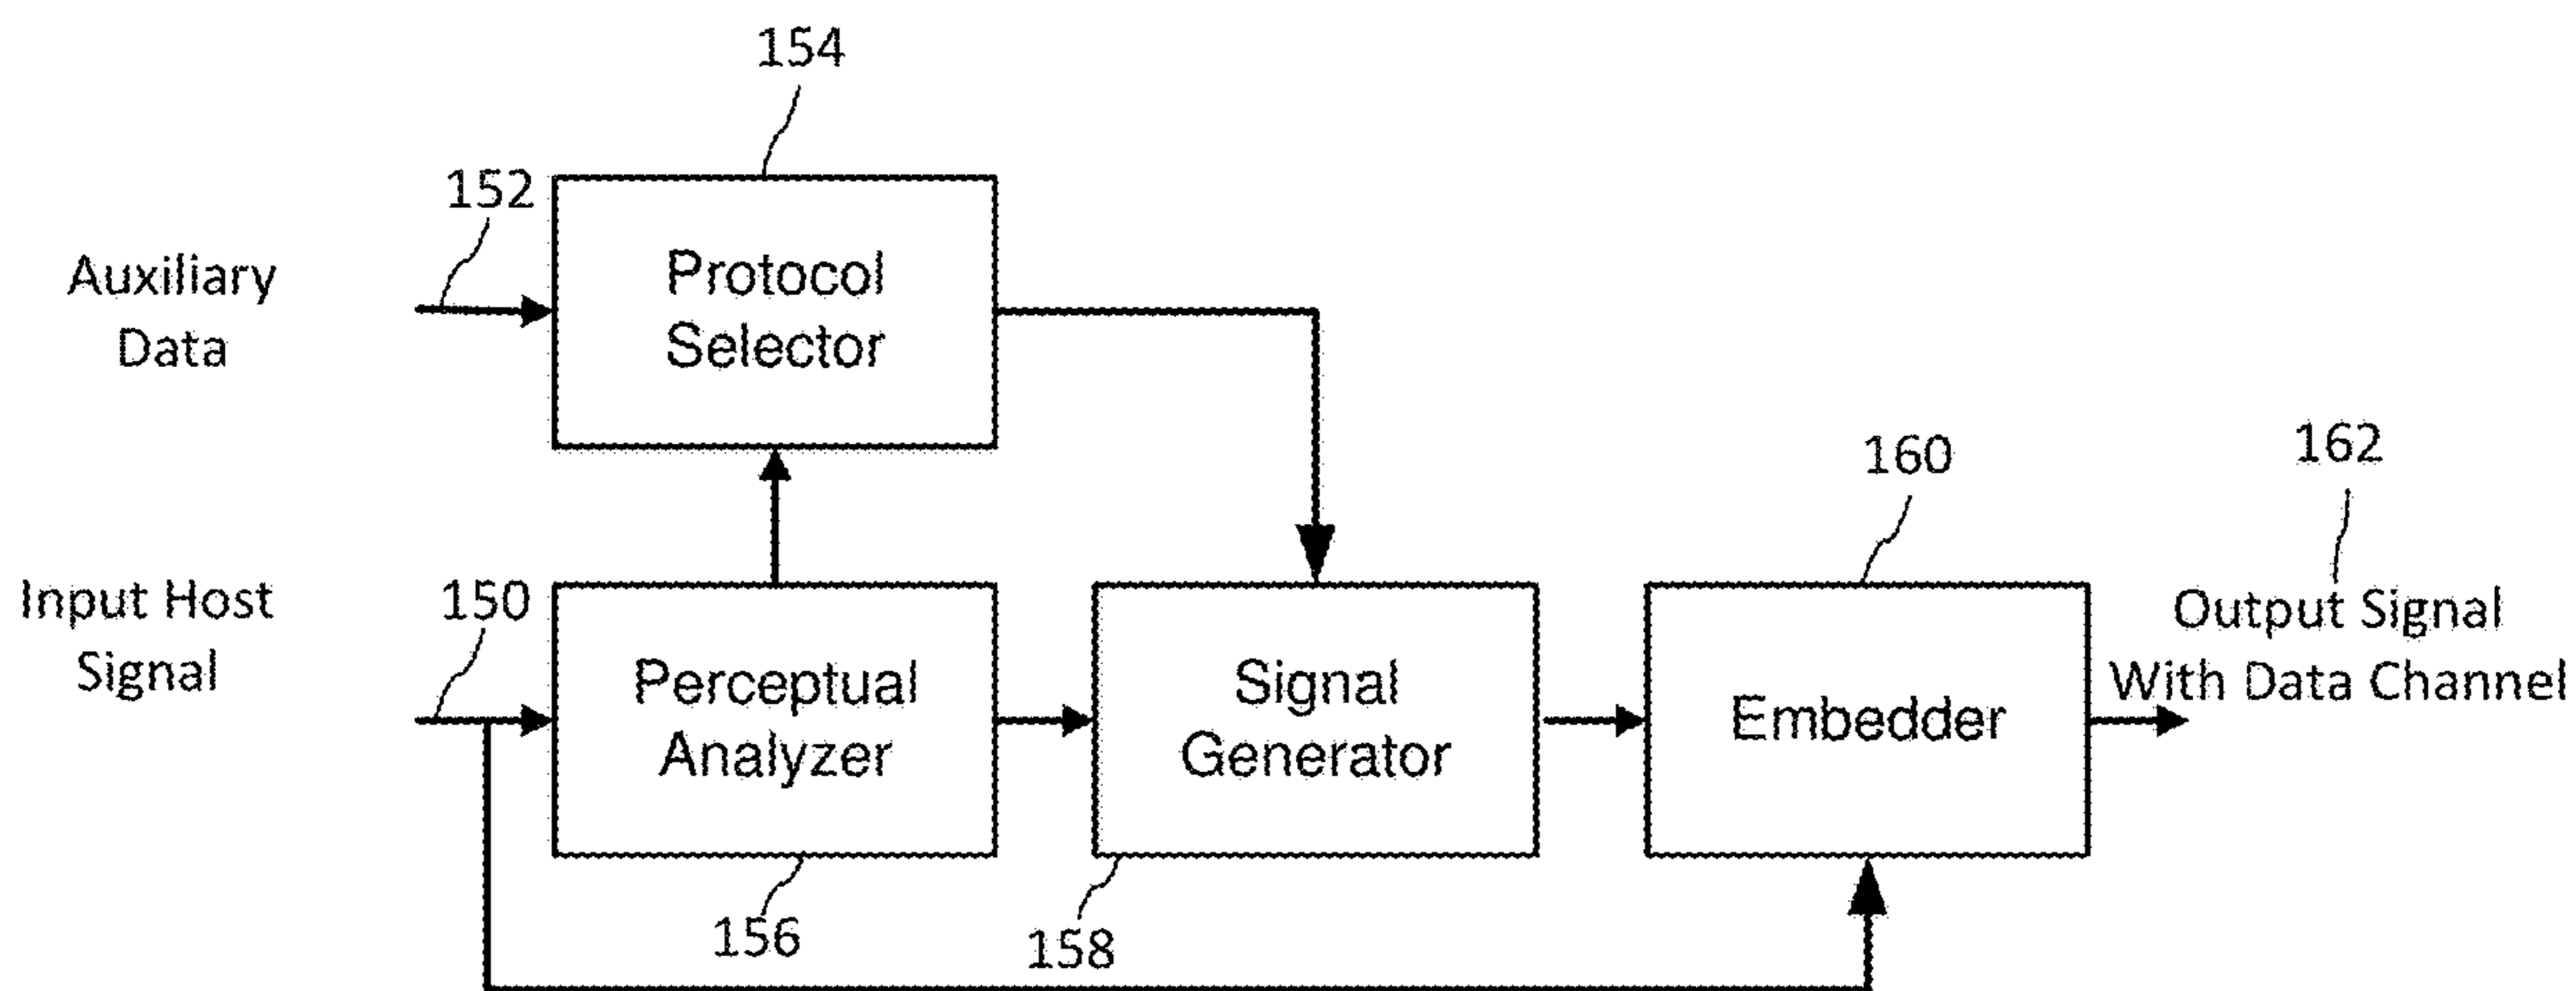 154
152
Auxiliary
Data
Protocol
Selector
160
162
Input Host
Signal
150
Perceptual
Analyzer
Signal
Generator
Embedder
Output Signal
With Data Channel
156
158